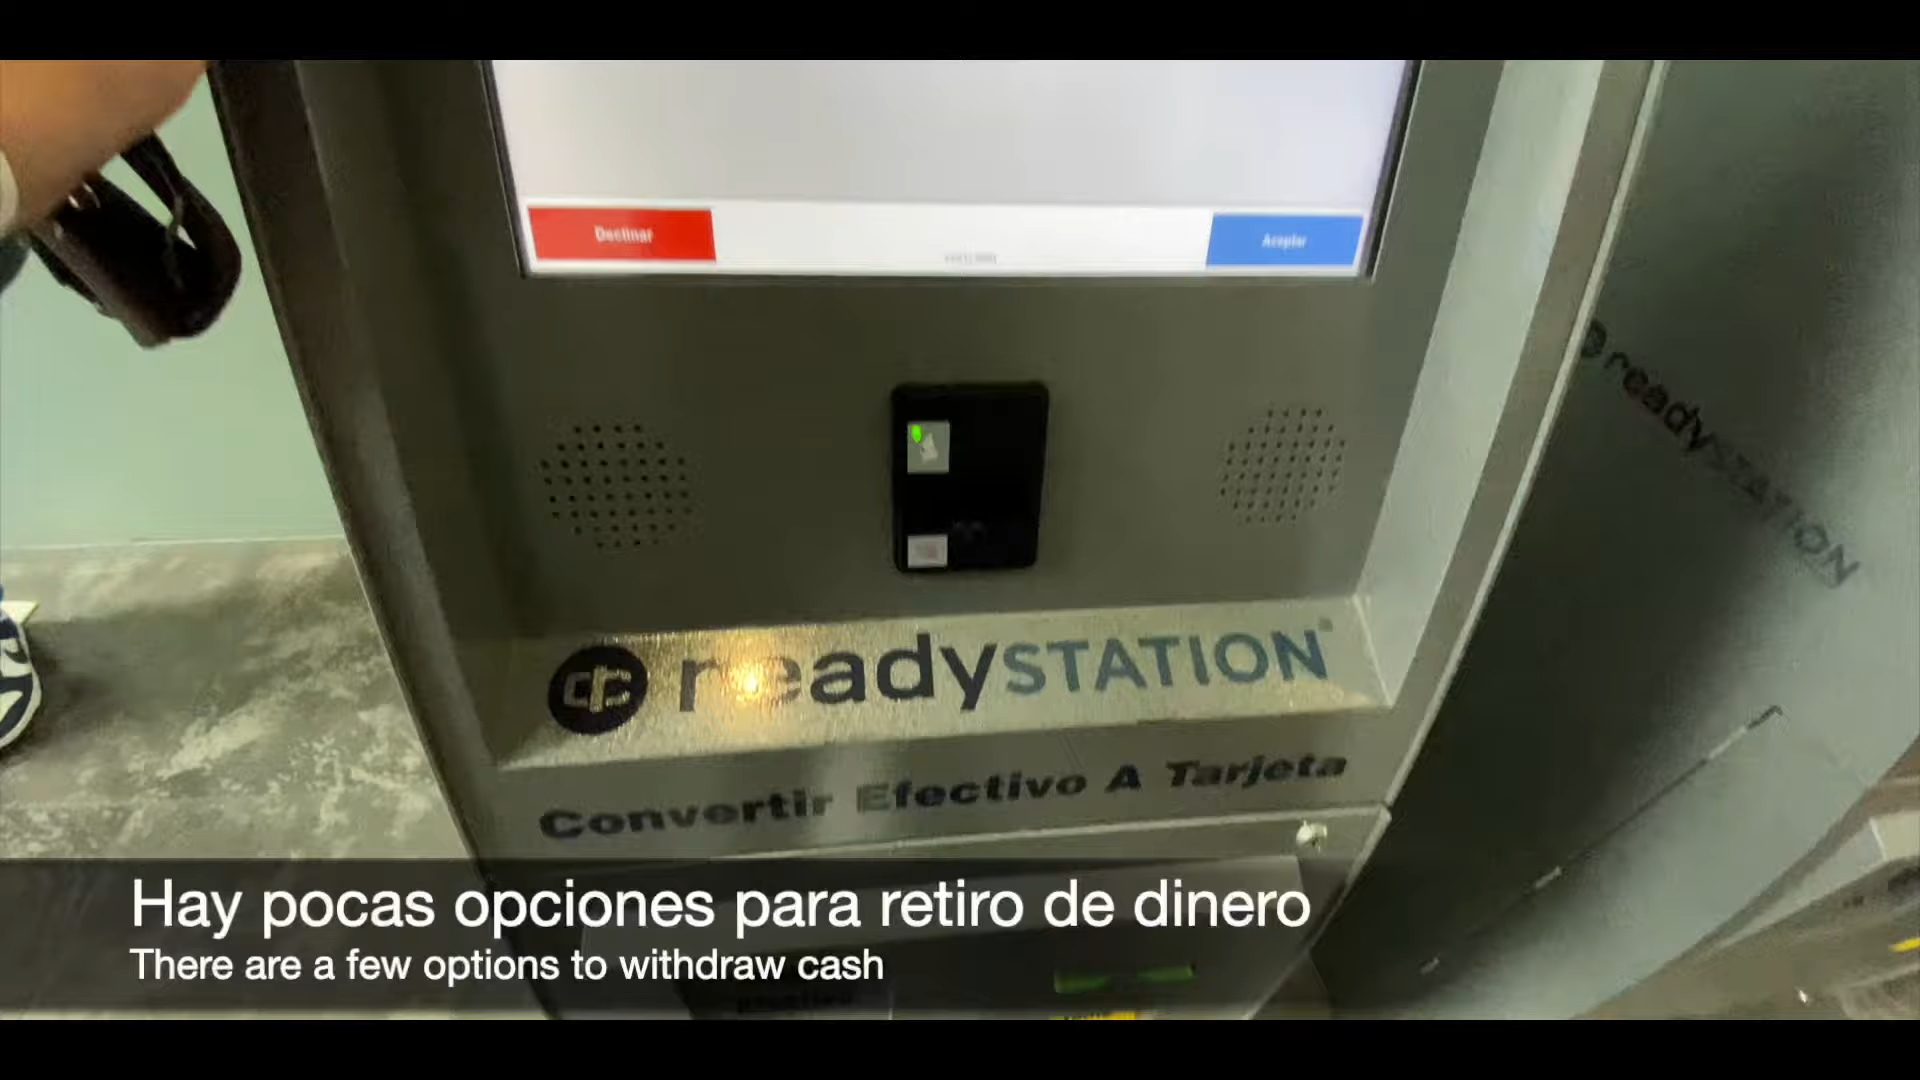 Declinar
Aceptar
readySTATION
readySTATION
Convertir Efectivo A Tarjeta
Hay pocas opciones para retiro de dinero
There are a few options to withdraw cash